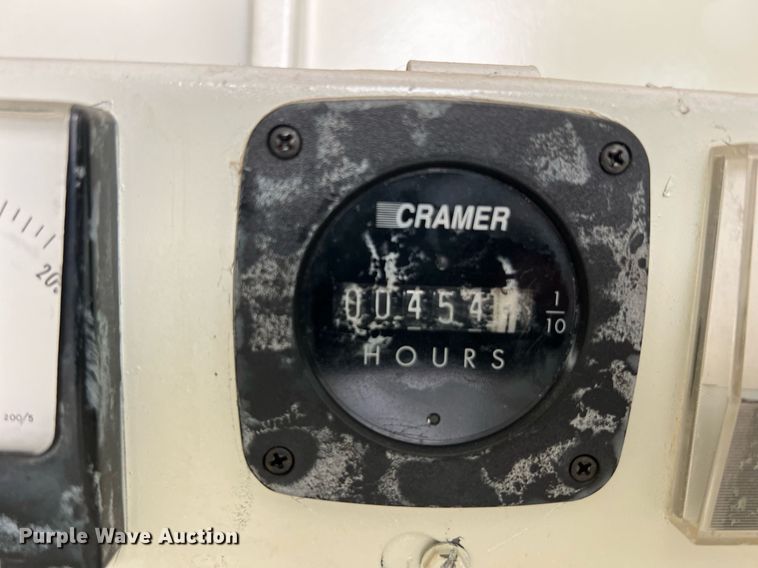 CRAMER
00454
1
10
HOURS
20
200/5
Purple Wave Auction